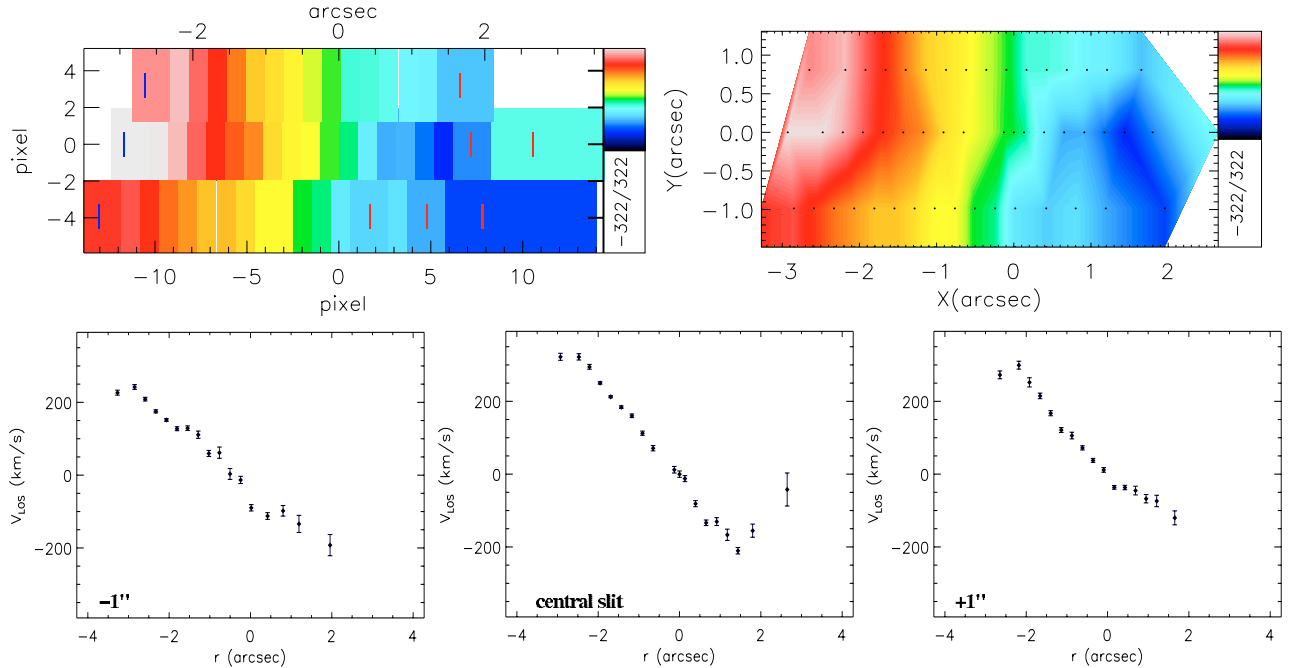 arcsec
−2 0 2
pixel
4
2
0
−2
−4
−10 −5 0 5 10
pixel
−322/322
Y(arcsec)
1.0
0.5
0.0
−0.5
−1.0
−3 −2 −1 0 1 2
X(arcsec)
−322/322
V_LOS (km/s)
200
0
−200
−1"
−4 −2 0 2 4
r (arcsec)
V_LOS (km/s)
200
0
−200
central slit
−4 −2 0 2 4
r (arcsec)
V_LOS (km/s)
200
0
−200
+1"
−4 −2 0 2 4
r (arcsec)